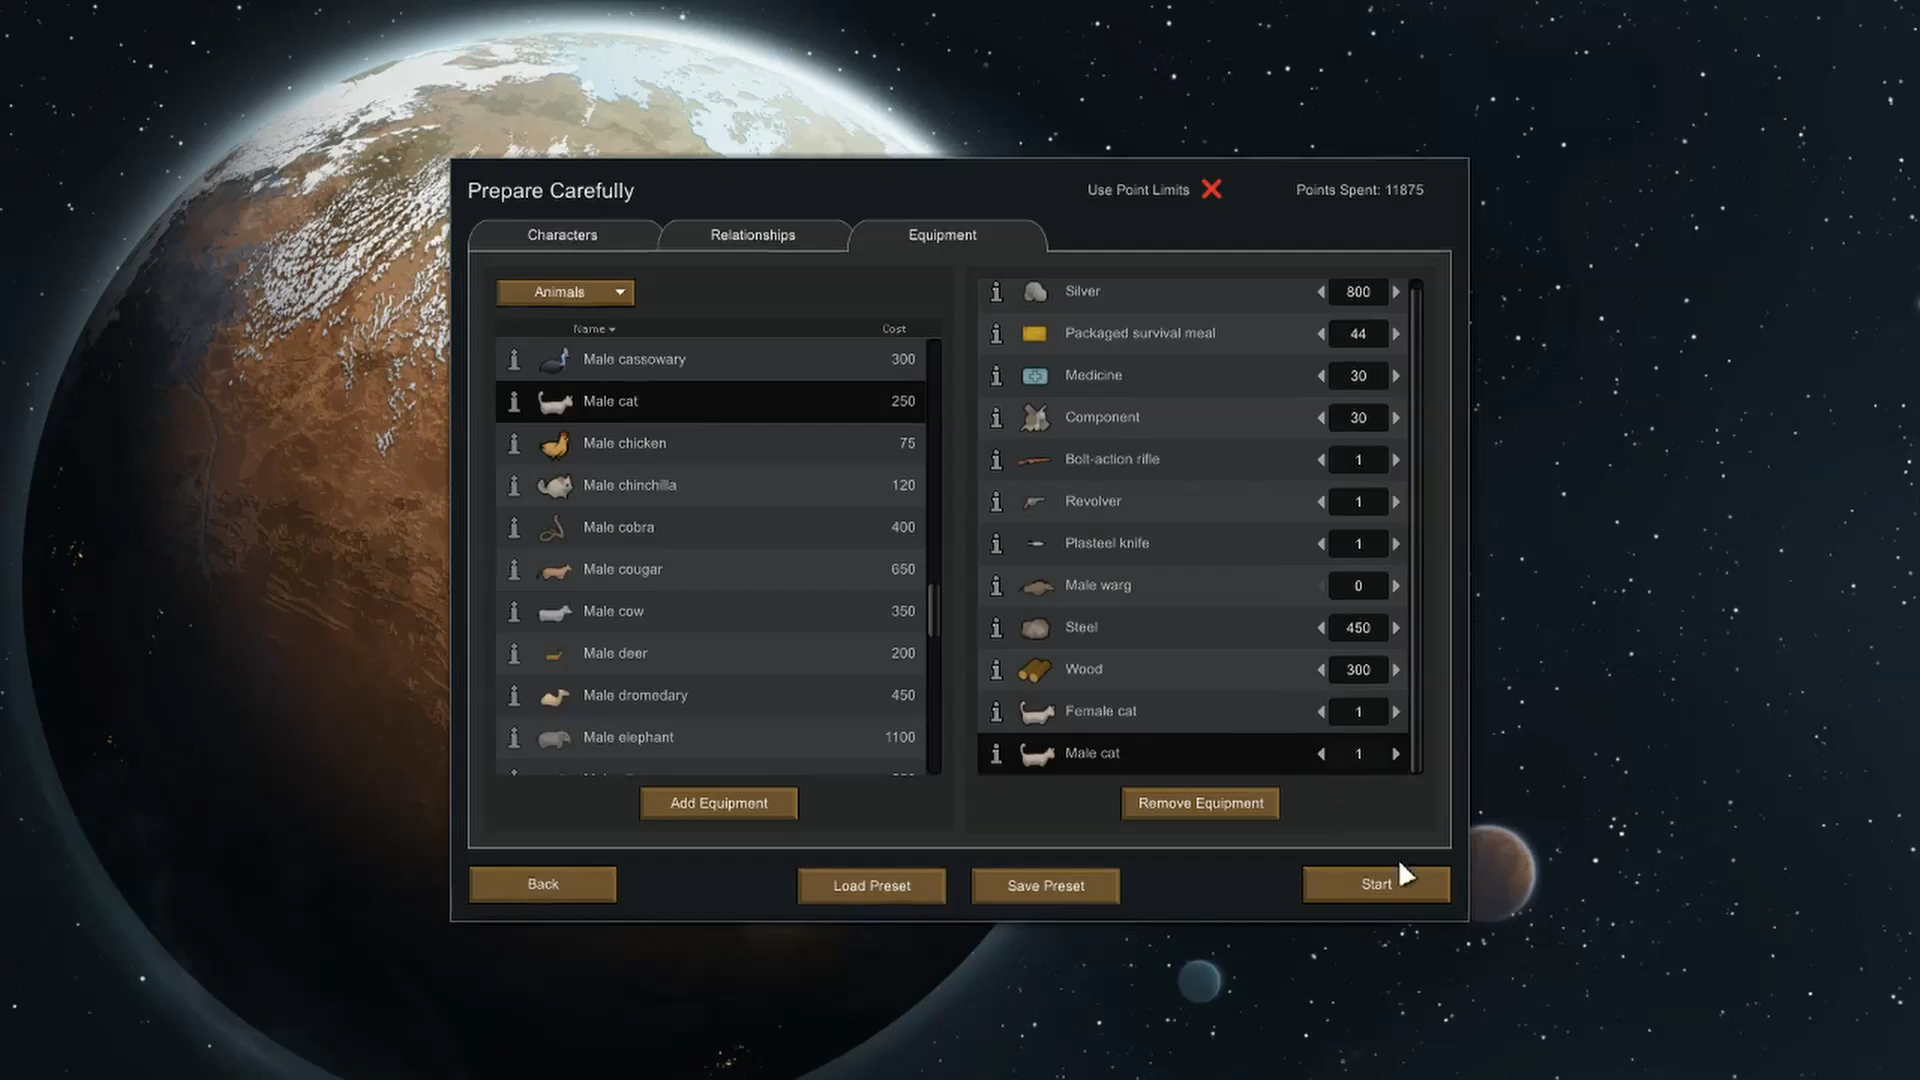 Prepare Carefully
Use Point Limits
Points Spent: 11875
Characters
Relationships
Equipment
Animals
Name
Cost
Male cassowary 300
Male cat 250
Male chicken 75
Male chinchilla 120
Male cobra 400
Male cougar 650
Male cow 350
Male deer 200
Male dromedary 450
Male elephant 1100
Add Equipment
Silver 800
Packaged survival meal 44
Medicine 30
Component 30
Bolt-action rifle 1
Revolver 1
Plasteel knife 1
Male warg 0
Steel 450
Wood 300
Female cat 1
Male cat 1
Remove Equipment
Back
Load Preset
Save Preset
Start